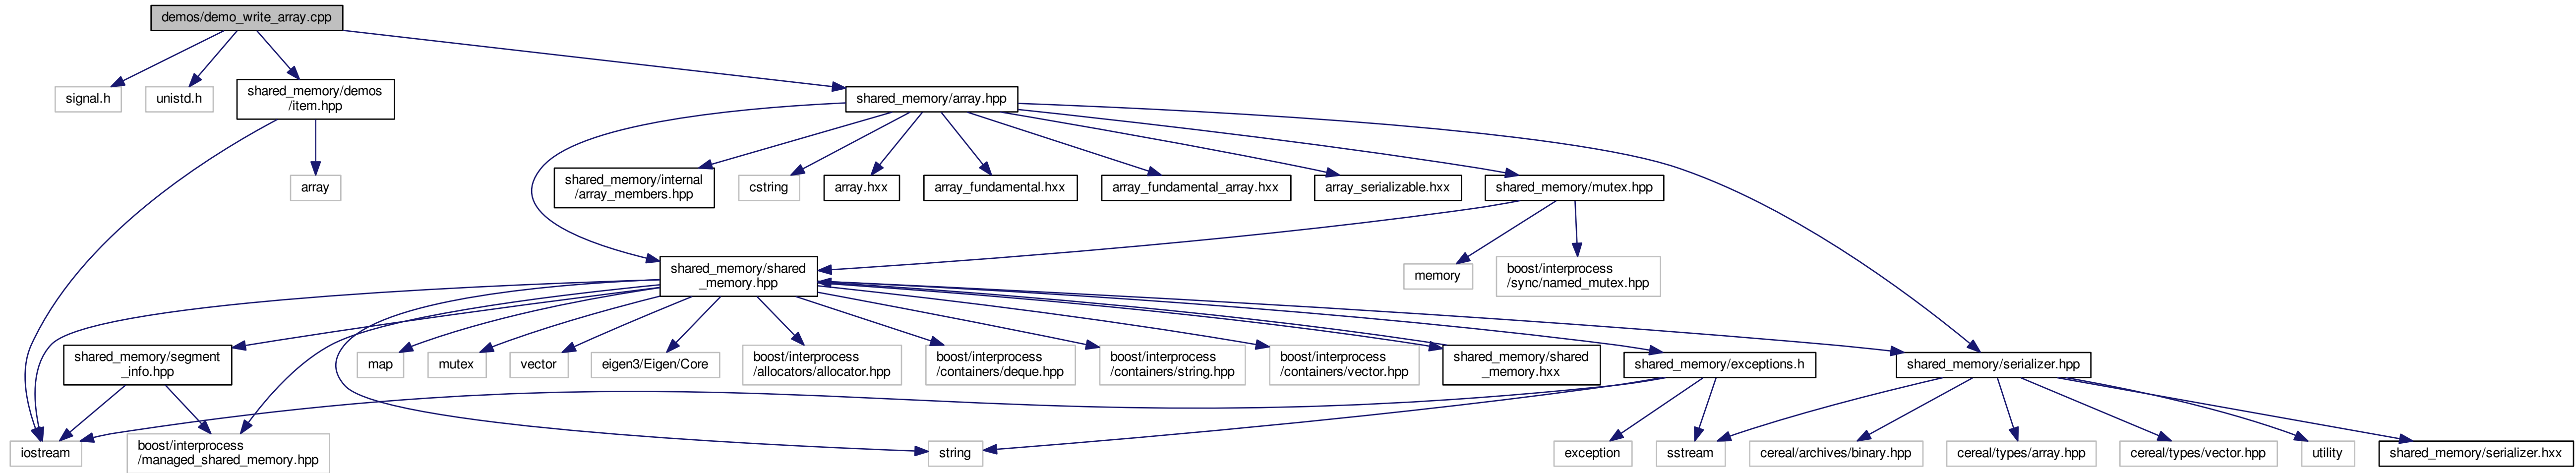 demos/demo_write_array.cpp
signal.h
unistd.h
shared_memory/demos
/item.hpp
shared_memory/array.hpp
array
shared_memory/internal
/array_members.hpp
cstring
array.hxx
array_fundamental.hxx
array_fundamental_array.hxx
array_serializable.hxx
shared_memory/mutex.hpp
shared_memory/shared
_memory.hpp
memory
boost/interprocess
/sync/named_mutex.hpp
shared_memory/segment
_info.hpp
map
mutex
vector
eigen3/Eigen/Core
boost/interprocess
/allocators/allocator.hpp
boost/interprocess
/containers/deque.hpp
boost/interprocess
/containers/string.hpp
boost/interprocess
/containers/vector.hpp
shared_memory/shared
_memory.hxx
shared_memory/exceptions.h
shared_memory/serializer.hpp
iostream
boost/interprocess
/managed_shared_memory.hpp
string
exception
sstream
cereal/archives/binary.hpp
cereal/types/array.hpp
cereal/types/vector.hpp
utility
shared_memory/serializer.hxx